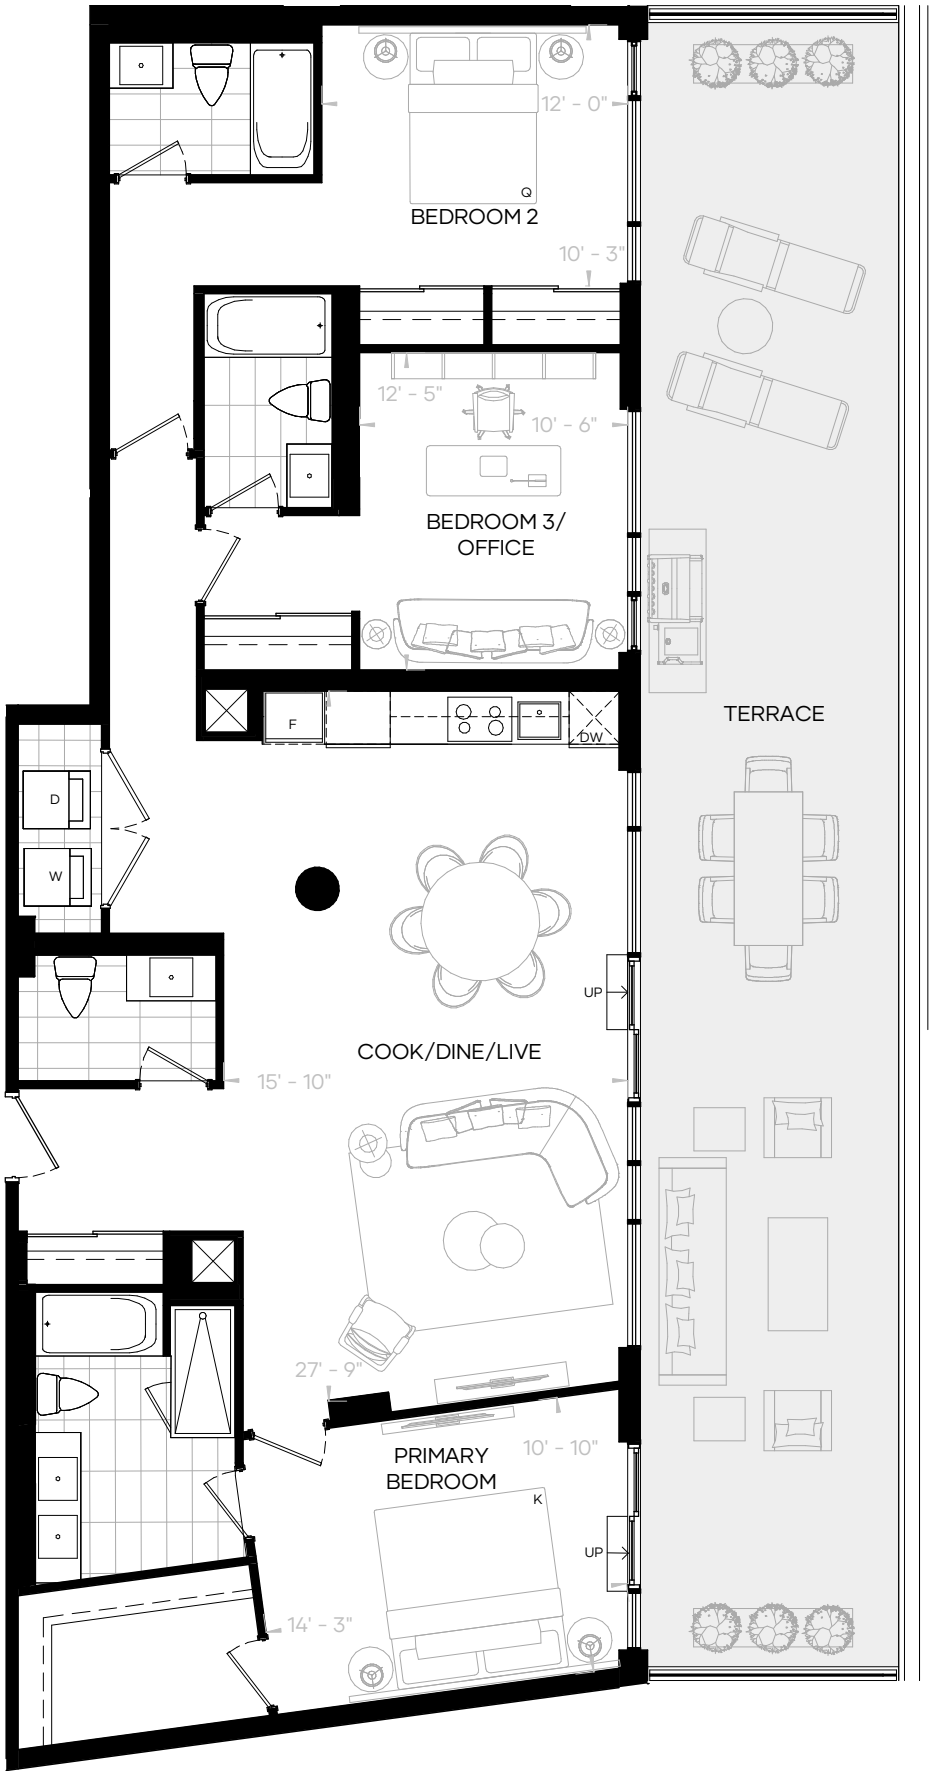 12' - 0"
Q
BEDROOM 2
10' - 3"
12' - 5"
10' - 6"
BEDROOM 3/
OFFICE
F
DW
TERRACE
D
W
UP
COOK/DINE/LIVE
15' - 10"
27' - 9"
PRIMARY
BEDROOM
10' - 10"
K
UP
14' - 3"